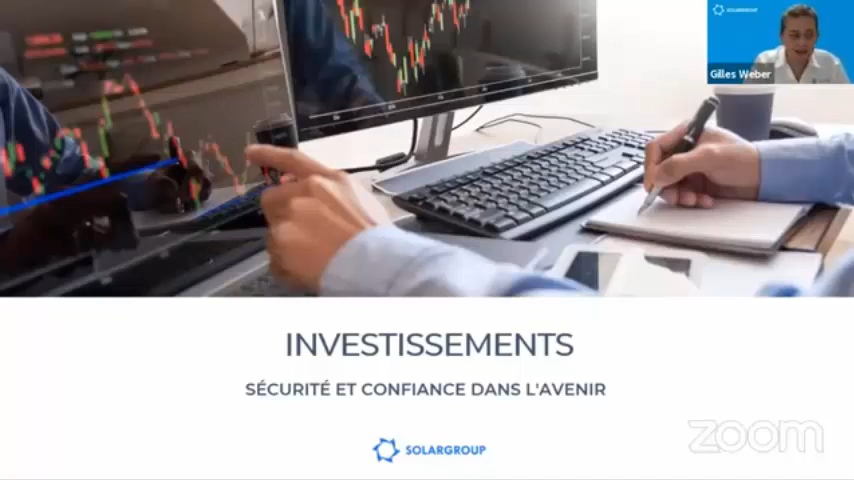 SOLARGROUP
Gilles Weber
INVESTISSEMENTS
SÉCURITÉ ET CONFIANCE DANS L'AVENIR
SOLARGROUP
zoom